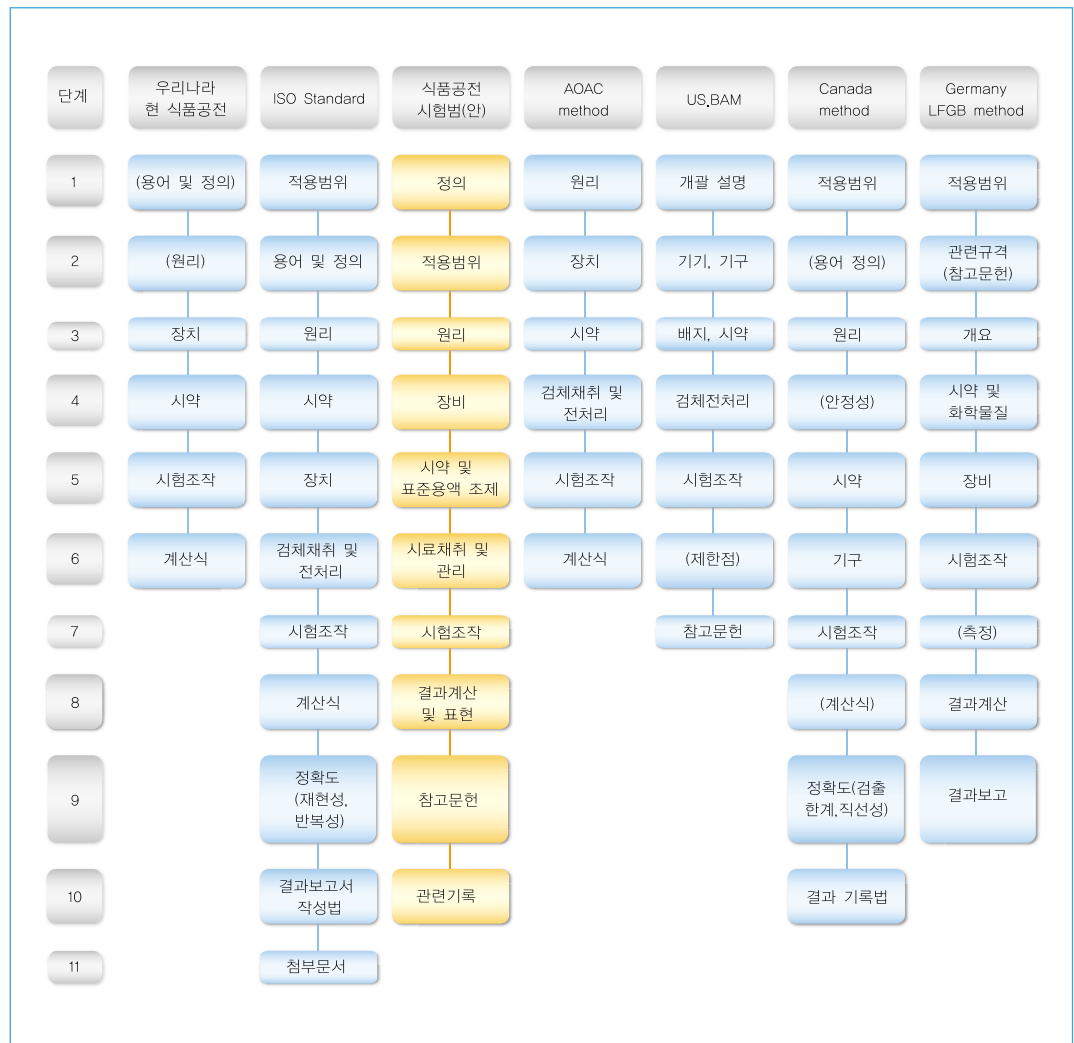 단계
우리나라
현 식품공전
ISO Standard
식품공전
시험범(안)
AOAC
method
US.BAM
Canada
method
Germany
LFGB method
1
(용어 및 정의)
적용범위
정의
원리
개괄 설명
적용범위
적용범위
2
(원리)
용어 및 정의
적용범위
장치
기기, 기구
(용어 정의)
관련규격
(참고문헌)
3
장치
원리
원리
시약
배지, 시약
원리
개요
4
시약
시약
장비
검체채취 및
전처리
검체전처리
(안정성)
시약 및
화학물질
5
시험조작
장치
시약 및
표준용액 조제
시험조작
시험조작
시약
장비
6
계산식
검체채취 및
전처리
시료채취 및
관리
계산식
(제한점)
기구
시험조작
7
시험조작
시험조작
참고문헌
시험조작
(측정)
8
계산식
결과계산
및 표현
(계산식)
결과계산
9
정확도
(재현성,
반복성)
참고문헌
정확도(검출
한계,직선성)
결과보고
10
결과보고서
작성법
관련기록
결과 기록법
11
첨부문서